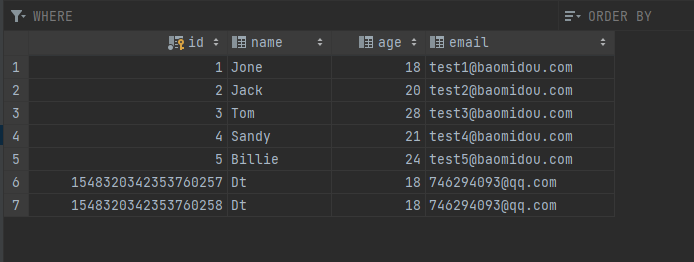 WHERE ORDER BY
id name age email
1 1 Jone 18 test1@baomidou.com
2 2 Jack 20 test2@baomidou.com
3 3 Tom 28 test3@baomidou.com
4 4 Sandy 21 test4@baomidou.com
5 5 Billie 24 test5@baomidou.com
6 1548320342353760257 Dt 18 746294093@qq.com
7 1548320342353760258 Dt 18 746294093@qq.com